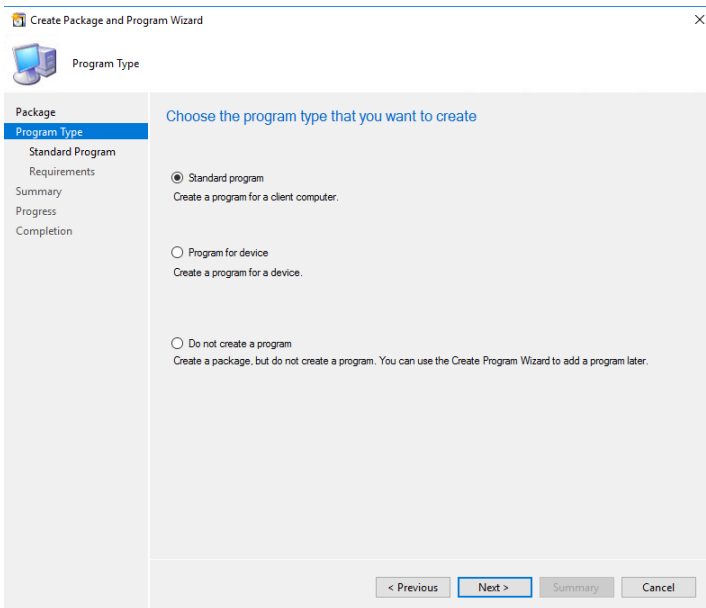 Create Package and Program Wizard
Program Type
Package
Program Type
Standard Program
Requirements
Summary
Progress
Completion
Choose the program type that you want to create
Standard program
Create a program for a client computer.
Program for device
Create a program for a device.
Do not create a program
Create a package, but do not create a program. You can use the Create Program Wizard to add a program later.
< Previous
Next >
Summary
Cancel